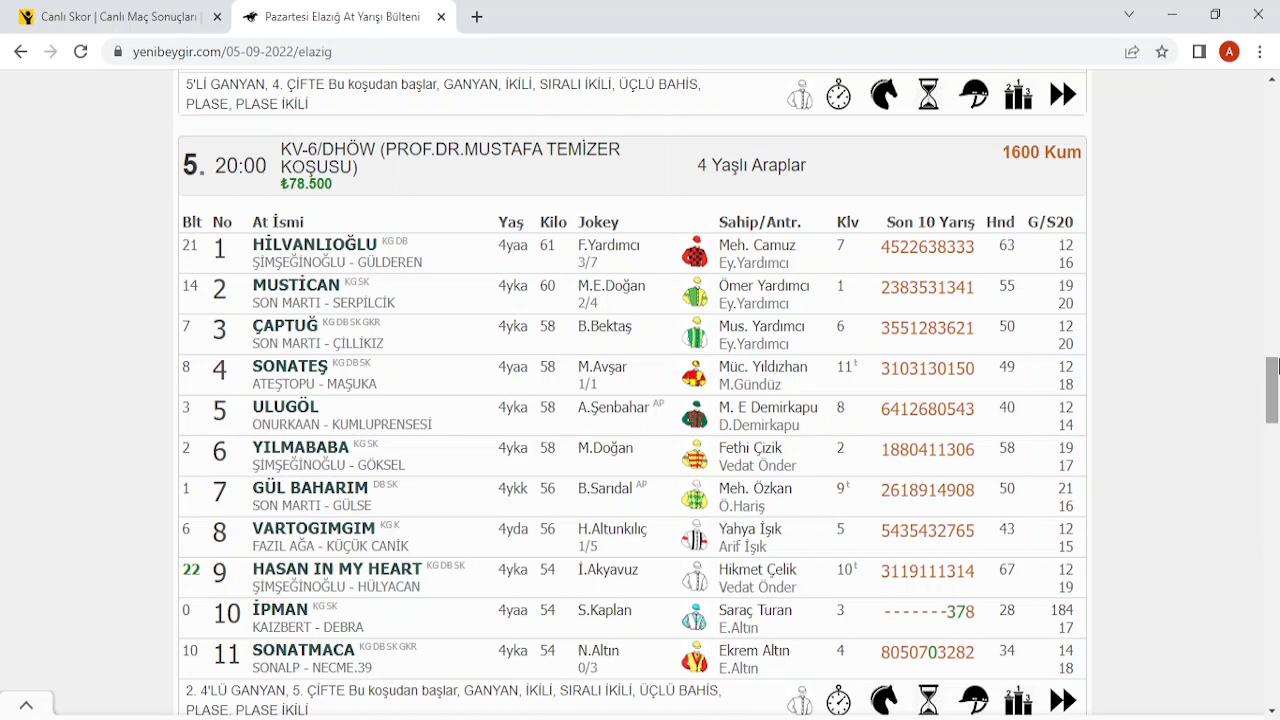 Canlı Skor | Canlı Maç Sonuçları |
Pazartesi Elazığ At Yarışı Bülteni
yenibeygir.com/05-09-2022/elazig
A
5'Lİ GANYAN, 4. ÇİFTE Bu koşudan başlar, GANYAN, İKİLİ, SIRALI İKİLİ, ÜÇLÜ BAHİS,
PLASE, PLASE İKİLİ
5. 20:00 KV-6/DHÖW (PROF.DR.MUSTAFA TEMİZER
KOŞUSU)
₺78.500
4 Yaşlı Araplar
1600 Kum
Blt No At İsmi Yaş Kilo Jokey Sahip/Antr. Klv Son 10 Yarış Hnd G/S20
21 1 HİLVANLIOĞLU KG DB 4yaa 61 F.Yardımcı Meh. Camuz 7 4522638333 63 12
ŞİMŞEĞİNOĞLU - GÜLDEREN 3/7 Ey.Yardımcı 16
14 2 MUSTİCAN KG SK 4yka 60 M.E.Doğan Ömer Yardımcı 1 2383531341 55 19
SON MARTI - SERPİLCİK 2/4 Ey.Yardımcı 20
7 3 ÇAPTUĞ KG DB SK GKR 4yka 58 B.Bektaş Mus. Yardımcı 6 3551283621 50 12
SON MARTI - ÇİLLİKIZ Ey.Yardımcı 20
8 4 SONATEŞ KG DB SK 4yaa 58 M.Avşar Müc. Yıldızhan 11 t 3103130150 49 12
ATEŞTOPU - MAŞUKA 1/1 M.Gündüz 18
3 5 ULUGÖL 4yka 58 A.Şenbahar AP M. E Demirkapu 8 6412680543 40 12
ONURKAAN - KUMLUPRENSESİ D.Demirkapu 14
2 6 YILMABABA KG SK 4yka 58 M.Doğan Fethi Çizik 2 1880411306 58 19
ŞİMŞEĞİNOĞLU - GÖKSEL Vedat Önder 17
1 7 GÜL BAHARIM DB SK 4ykk 56 B.Sarıdal AP Meh. Özkan 9 t 2618914908 50 21
SON MARTI - GÜLSE Ö.Hariş 16
6 8 VARTOGIMGIM KG K 4yda 56 H.Altunkılıç Yahya İşık 5 5435432765 43 12
FAZIL AĞA - KÜÇÜK CANİK 1/5 Arif İşık 15
22 9 HASAN IN MY HEART KG DB SK 4yka 54 İ.Akyavuz Hikmet Çelik 10 t 3119111314 67 12
ŞİMŞEĞİNOĞLU - HÜLYACAN Vedat Önder 19
0 10 İPMAN KG SK 4yaa 54 S.Kaplan Saraç Turan 3 -------378 28 184
KAIZBERT - DEBRA E.Altın 17
10 11 SONATMACA KG DB SK GKR 4yka 54 N.Altın Ekrem Altın 4 8050703282 34 14
SONALP - NECME.39 0/3 E.Altın 18
2. 4'LÜ GANYAN, 5. ÇİFTE Bu koşudan başlar, GANYAN, İKİLİ, SIRALI İKİLİ, ÜÇLÜ BAHİS,
PLASE, PLASE İKİLİ